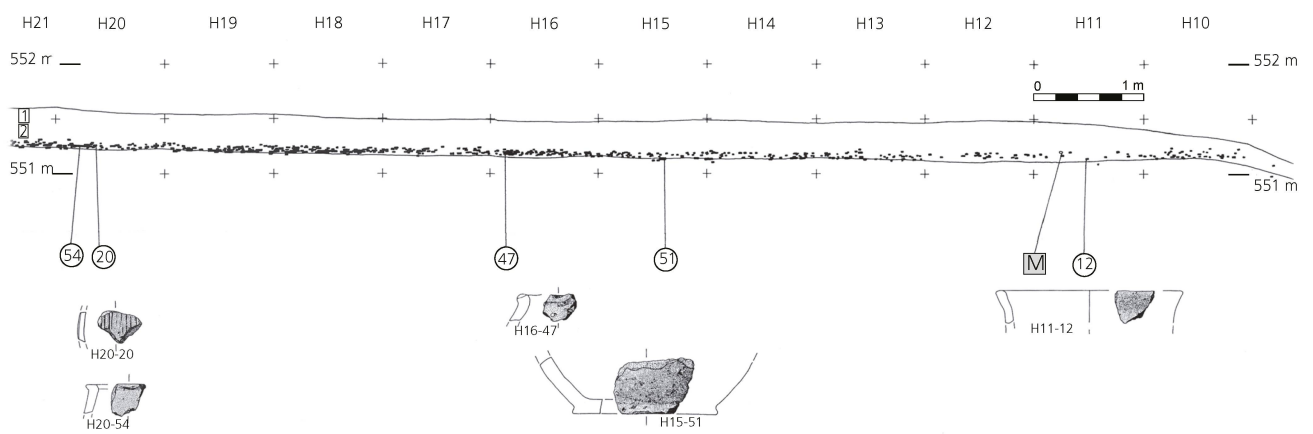 H21 H20 H19 H18 H17 H16 H15 H14 H13 H12 H11 H10
552 m 552 m
0 1 m
1
2
551 m 551 m
54 20 47 51 M 12
H20-20 H16-47 H11-12
H20-54 H15-51